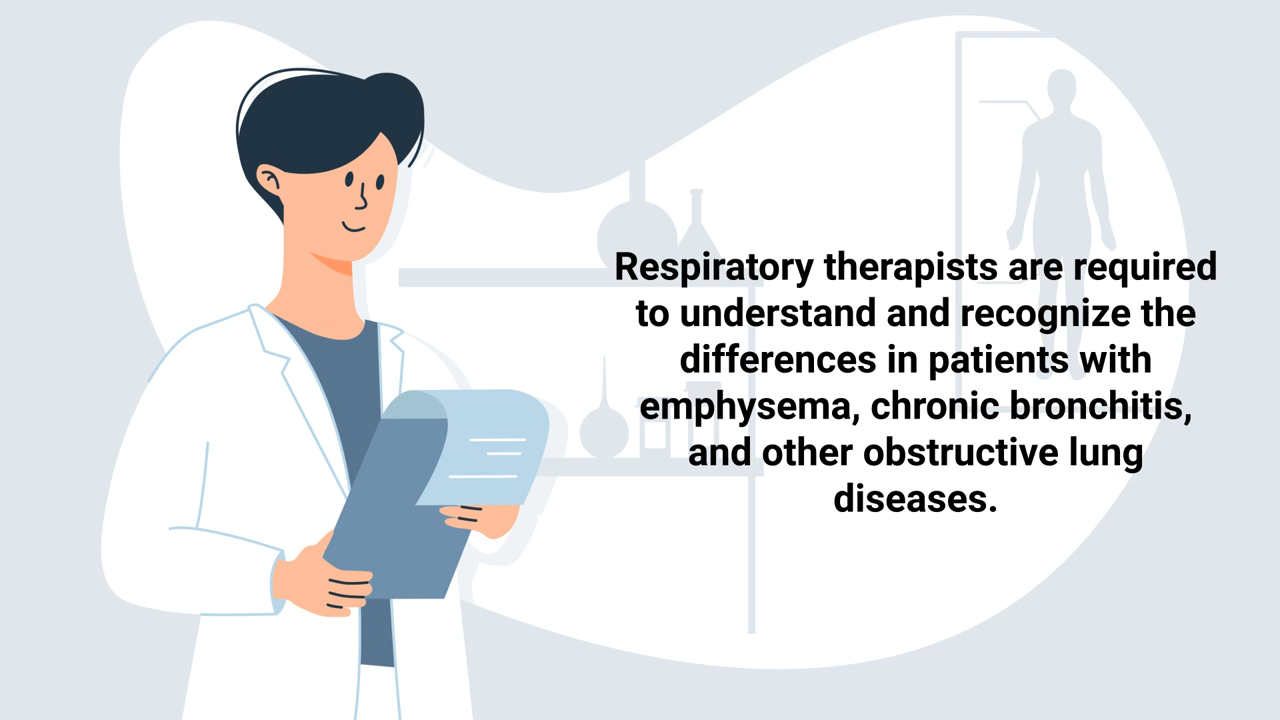 Respiratory therapists are required
to understand and recognize the
differences in patients with
emphysema, chronic bronchitis,
and other obstructive lung
diseases.